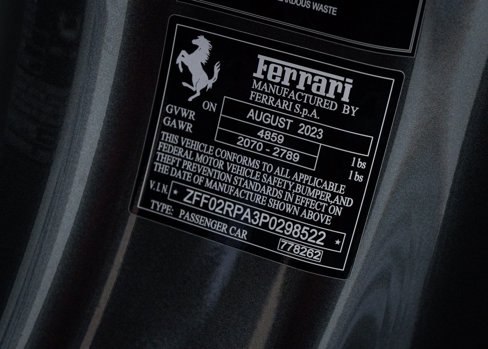 HAZARDOUS WASTE
Ferrari
MANUFACTURED BY
FERRARI S.p.A.
ON AUGUST 2023
GVWR 4859 lbs
GAWR 2070 - 2789 lbs
THIS VEHICLE CONFORMS TO ALL APPLICABLE
FEDERAL MOTOR VEHICLE SAFETY,BUMPER,AND
THEFT PREVENTION STANDARDS IN EFFECT ON
THE DATE OF MANUFACTURE SHOWN ABOVE
V.I.N. * ZFF02RPA3P0298522 *
TYPE: PASSENGER CAR 778262